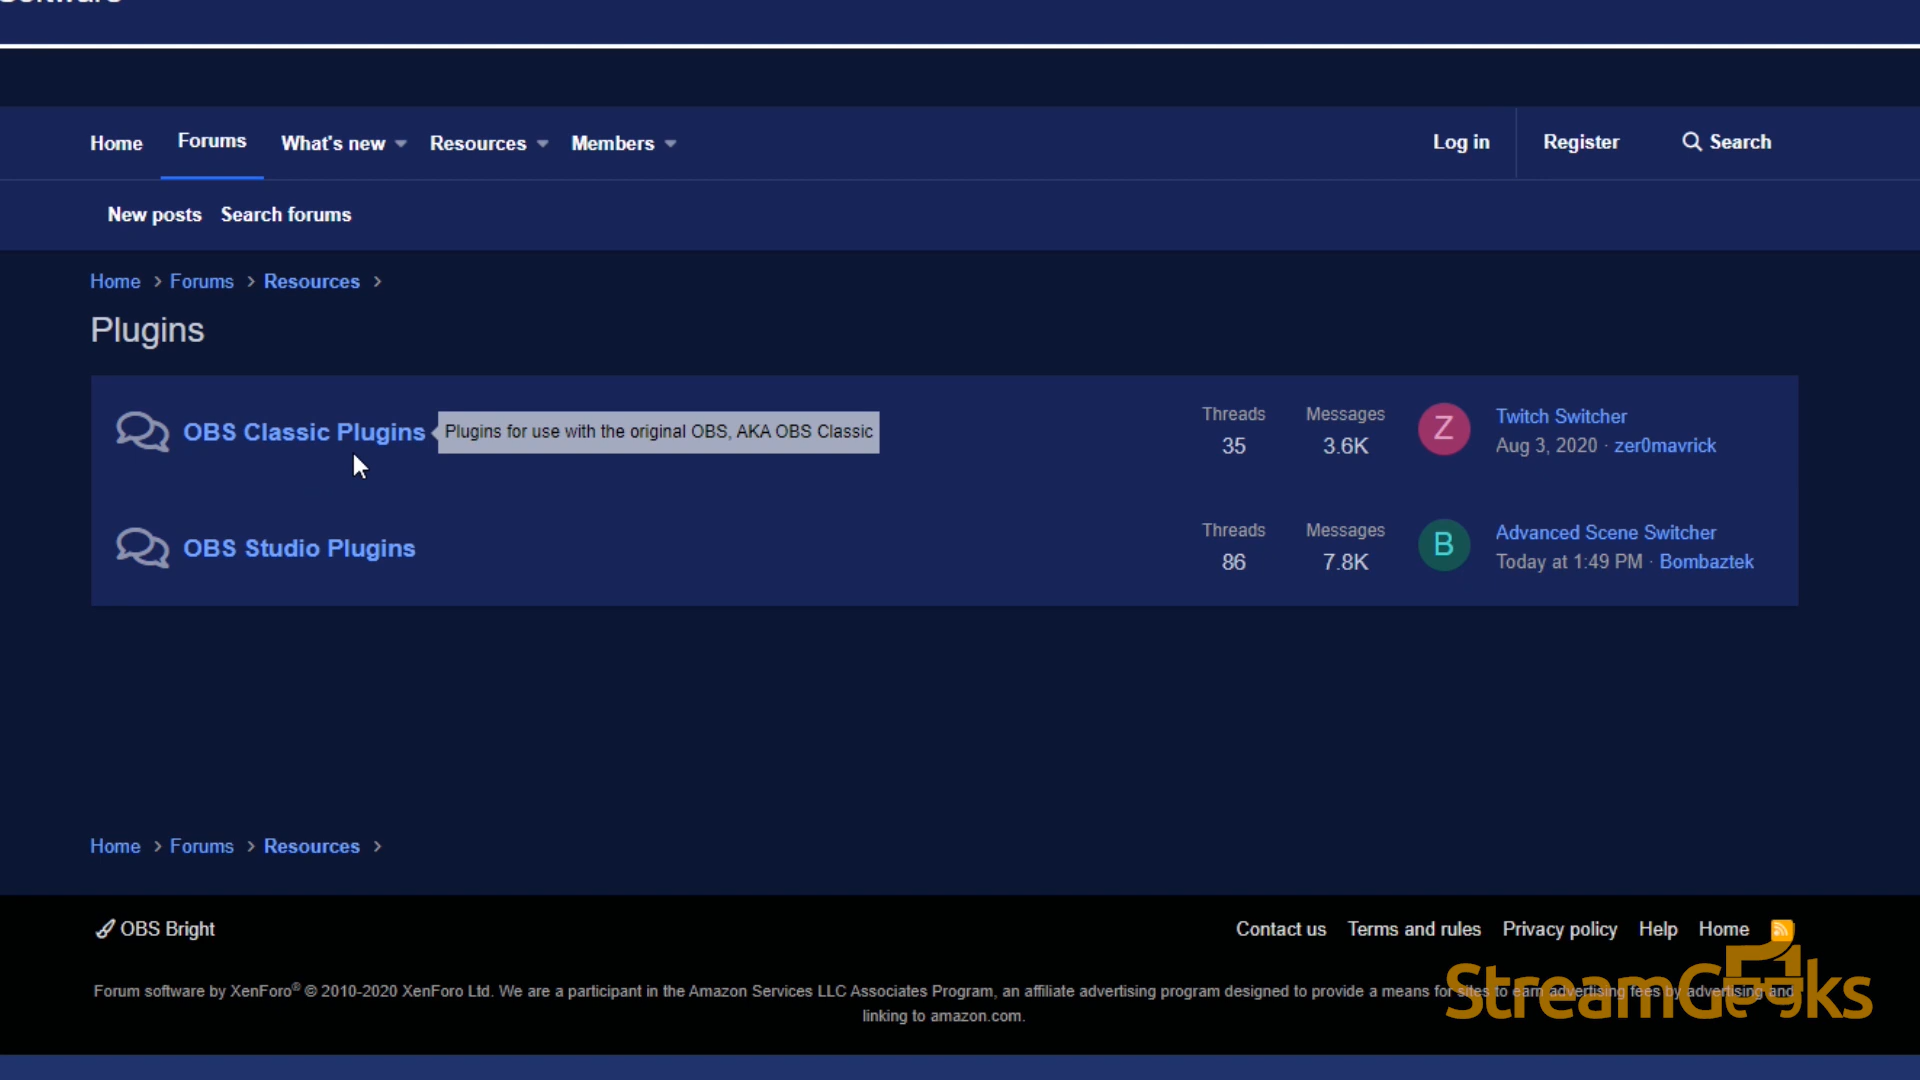 Software
Home Forums What's new Resources Members Log in Register Search
New posts Search forums
Home > Forums > Resources >
Plugins
OBS Classic Plugins Plugins for use with the original OBS, AKA OBS Classic Threads 35 Messages 3.6K Z Twitch Switcher
Aug 3, 2020 · zer0mavrick
OBS Studio Plugins Threads 86 Messages 7.8K B Advanced Scene Switcher
Today at 1:49 PM · Bombaztek
Home > Forums > Resources >
OBS Bright Contact us Terms and rules Privacy policy Help Home
Forum software by XenForo® © 2010-2020 XenForo Ltd. We are a participant in the Amazon Services LLC Associates Program, an affiliate advertising program designed to provide a means for sites to earn advertising fees by advertising and
linking to amazon.com.
StreamGeeks